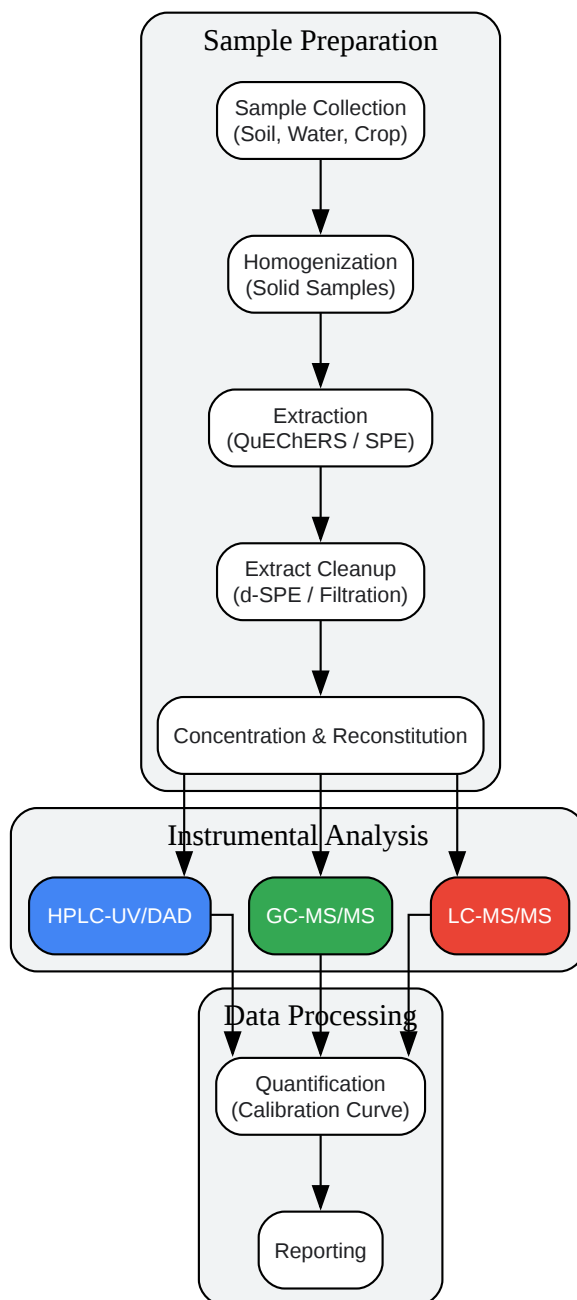 Sample Preparation
Sample Collection
(Soil, Water, Crop)
Homogenization
(Solid Samples)
Extraction
(QuEChERS / SPE)
Extract Cleanup
(d-SPE / Filtration)
Concentration & Reconstitution
Instrumental Analysis
HPLC-UV/DAD
GC-MS/MS
LC-MS/MS
Data Processing
Quantification
(Calibration Curve)
Reporting